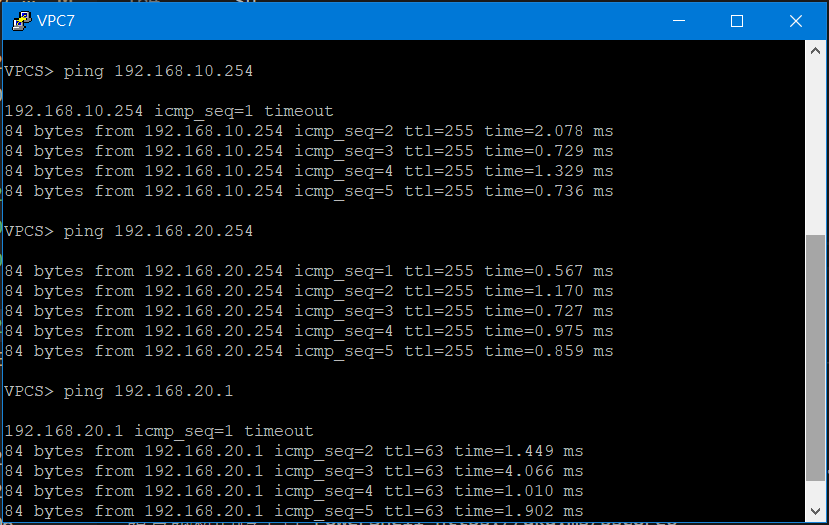 VPC7
VPCS> ping 192.168.10.254
192.168.10.254 icmp_seq=1 timeout
84 bytes from 192.168.10.254 icmp_seq=2 ttl=255 time=2.078 ms
84 bytes from 192.168.10.254 icmp_seq=3 ttl=255 time=0.729 ms
84 bytes from 192.168.10.254 icmp_seq=4 ttl=255 time=1.329 ms
84 bytes from 192.168.10.254 icmp_seq=5 ttl=255 time=0.736 ms
VPCS> ping 192.168.20.254
84 bytes from 192.168.20.254 icmp_seq=1 ttl=255 time=0.567 ms
84 bytes from 192.168.20.254 icmp_seq=2 ttl=255 time=1.170 ms
84 bytes from 192.168.20.254 icmp_seq=3 ttl=255 time=0.727 ms
84 bytes from 192.168.20.254 icmp_seq=4 ttl=255 time=0.975 ms
84 bytes from 192.168.20.254 icmp_seq=5 ttl=255 time=0.859 ms
VPCS> ping 192.168.20.1
192.168.20.1 icmp_seq=1 timeout
84 bytes from 192.168.20.1 icmp_seq=2 ttl=63 time=1.449 ms
84 bytes from 192.168.20.1 icmp_seq=3 ttl=63 time=4.066 ms
84 bytes from 192.168.20.1 icmp_seq=4 ttl=63 time=1.010 ms
84 bytes from 192.168.20.1 icmp_seq=5 ttl=63 time=1.902 ms